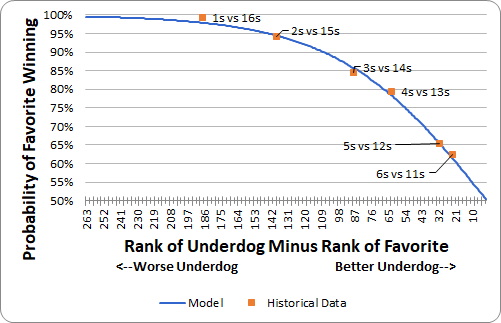 Probability of Favorite Winning
100%
95%
90%
85%
80%
75%
70%
65%
60%
55%
50%
1s vs 16s
2s vs 15s
3s vs 14s
4s vs 13s
5s vs 12s
6s vs 11s
263 252 241 230 219 208 197 186 175 164 153 142 131 120 109 98 87 76 65 54 43 32 21 10
Rank of Underdog Minus Rank of Favorite
<--Worse Underdog Better Underdog-->
Model Historical Data